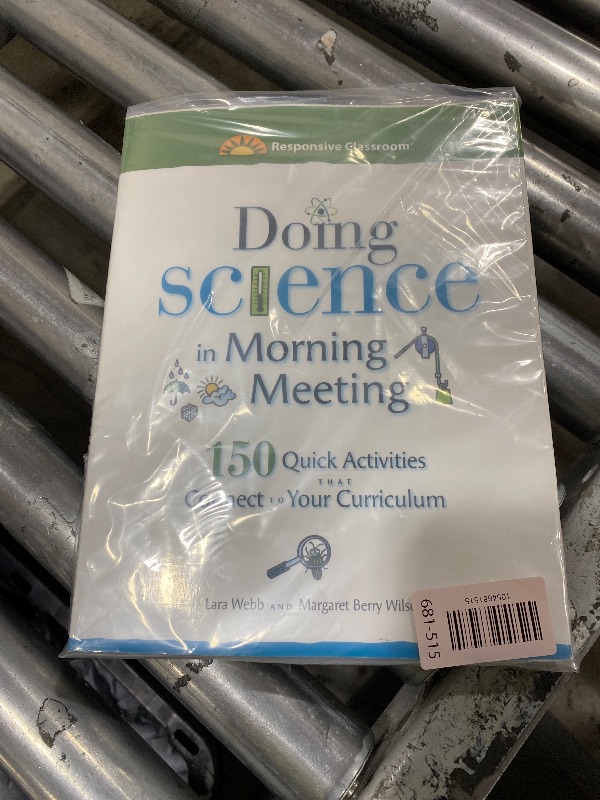 Responsive Classroom
Doing
science
in Morning
Meeting
150 Quick Activities
THAT
Connect TO Your Curriculum
Lara Webb AND Margaret Berry Wils
681-515
1054681515